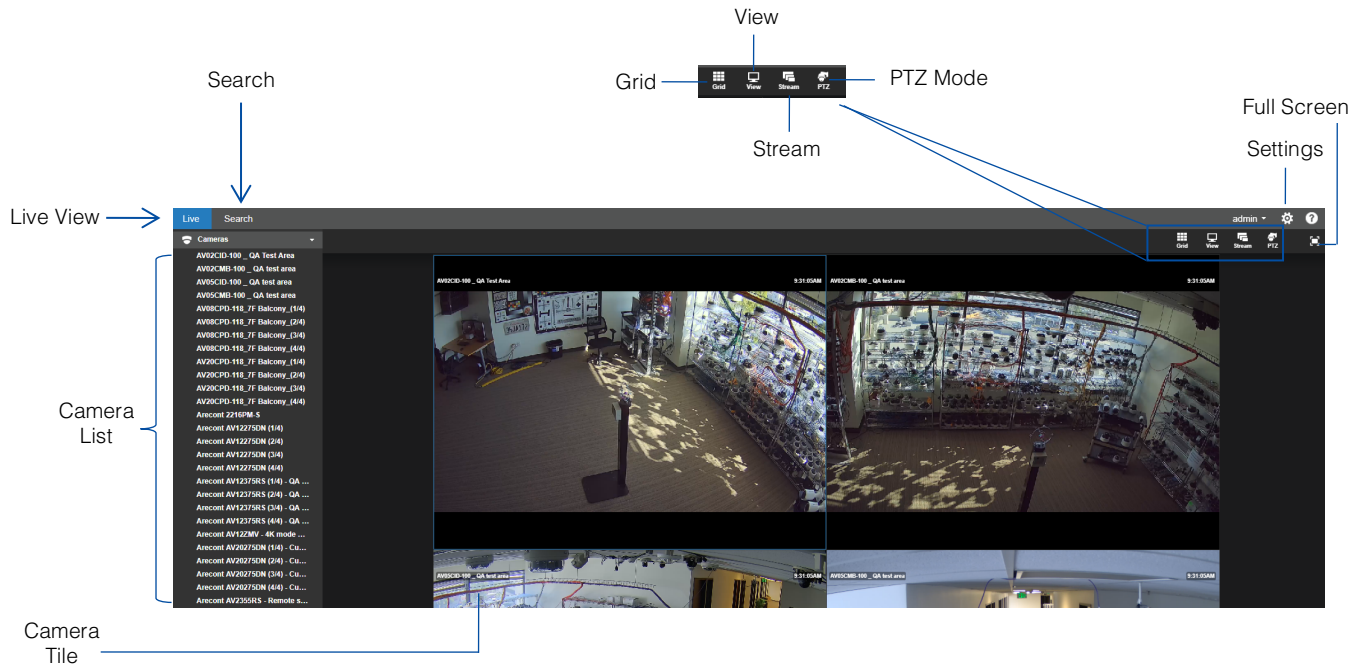 View
Grid
Grid
View
Stream
PTZ
PTZ Mode
Stream
Search
Full Screen
Settings
Live View
Live
Search
admin
?
Cameras
Grid
View
Stream
PTZ
AV02CID-100 _ QA Test Area
AV02CMB-100 _ QA test area
AV05CID-100 _ QA test area
AV05CMB-100 _ QA test area
AV08CPD-118_7F Balcony_(1/4)
AV08CPD-118_7F Balcony_(2/4)
AV08CPD-118_7F Balcony_(3/4)
AV08CPD-118_7F Balcony_(4/4)
AV20CPD-118_7F Balcony_(1/4)
AV20CPD-118_7F Balcony_(2/4)
AV20CPD-118_7F Balcony_(3/4)
AV20CPD-118_7F Balcony_(4/4)
Arecont 2216PM-S
Arecont AV12275DN (1/4)
Arecont AV12275DN (2/4)
Arecont AV12275DN (3/4)
Arecont AV12275DN (4/4)
Arecont AV12375RS (1/4) - QA ...
Arecont AV12375RS (2/4) - QA ...
Arecont AV12375RS (3/4) - QA ...
Arecont AV12375RS (4/4) - QA ...
Arecont AV12ZMV - 4K mode ...
Arecont AV20275DN (1/4) - Cu...
Arecont AV20275DN (2/4) - Cu...
Arecont AV20275DN (3/4) - Cu...
Arecont AV20275DN (4/4) - Cu...
Arecont AV2355RS - Remote s...
Camera
List
AV02CID-100 _ QA Test Area 9:31:05AM
AV02CMB-100 _ QA test area 9:31:05AM
AV05CID-100 _ QA test area 9:31:05AM
AV05CMB-100 _ QA test area 9:31:05AM
Camera
Tile